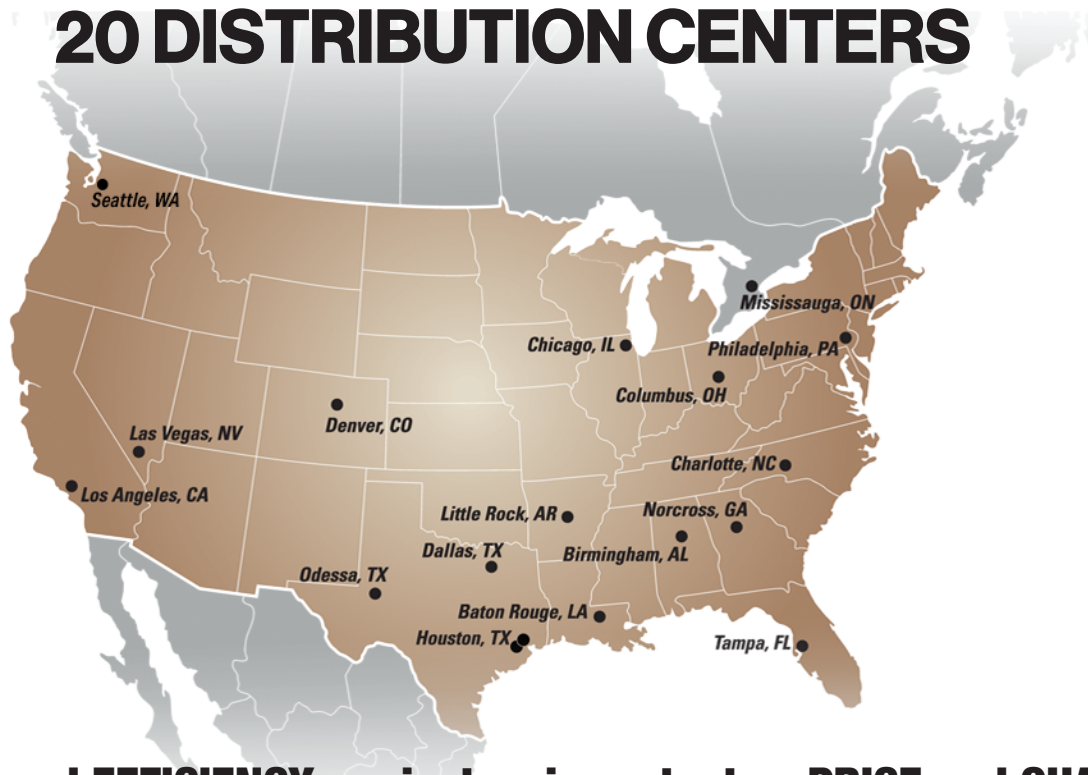 20 DISTRIBUTION CENTERS
Seattle, WA
Mississauga, ON
Chicago, IL
Philadelphia, PA
Columbus, OH
Denver, CO
Las Vegas, NV
Charlotte, NC
Los Angeles, CA
Norcross, GA
Little Rock, AR
Dallas, TX
Birmingham, AL
Odessa, TX
Baton Rouge, LA
Houston, TX
Tampa, FL